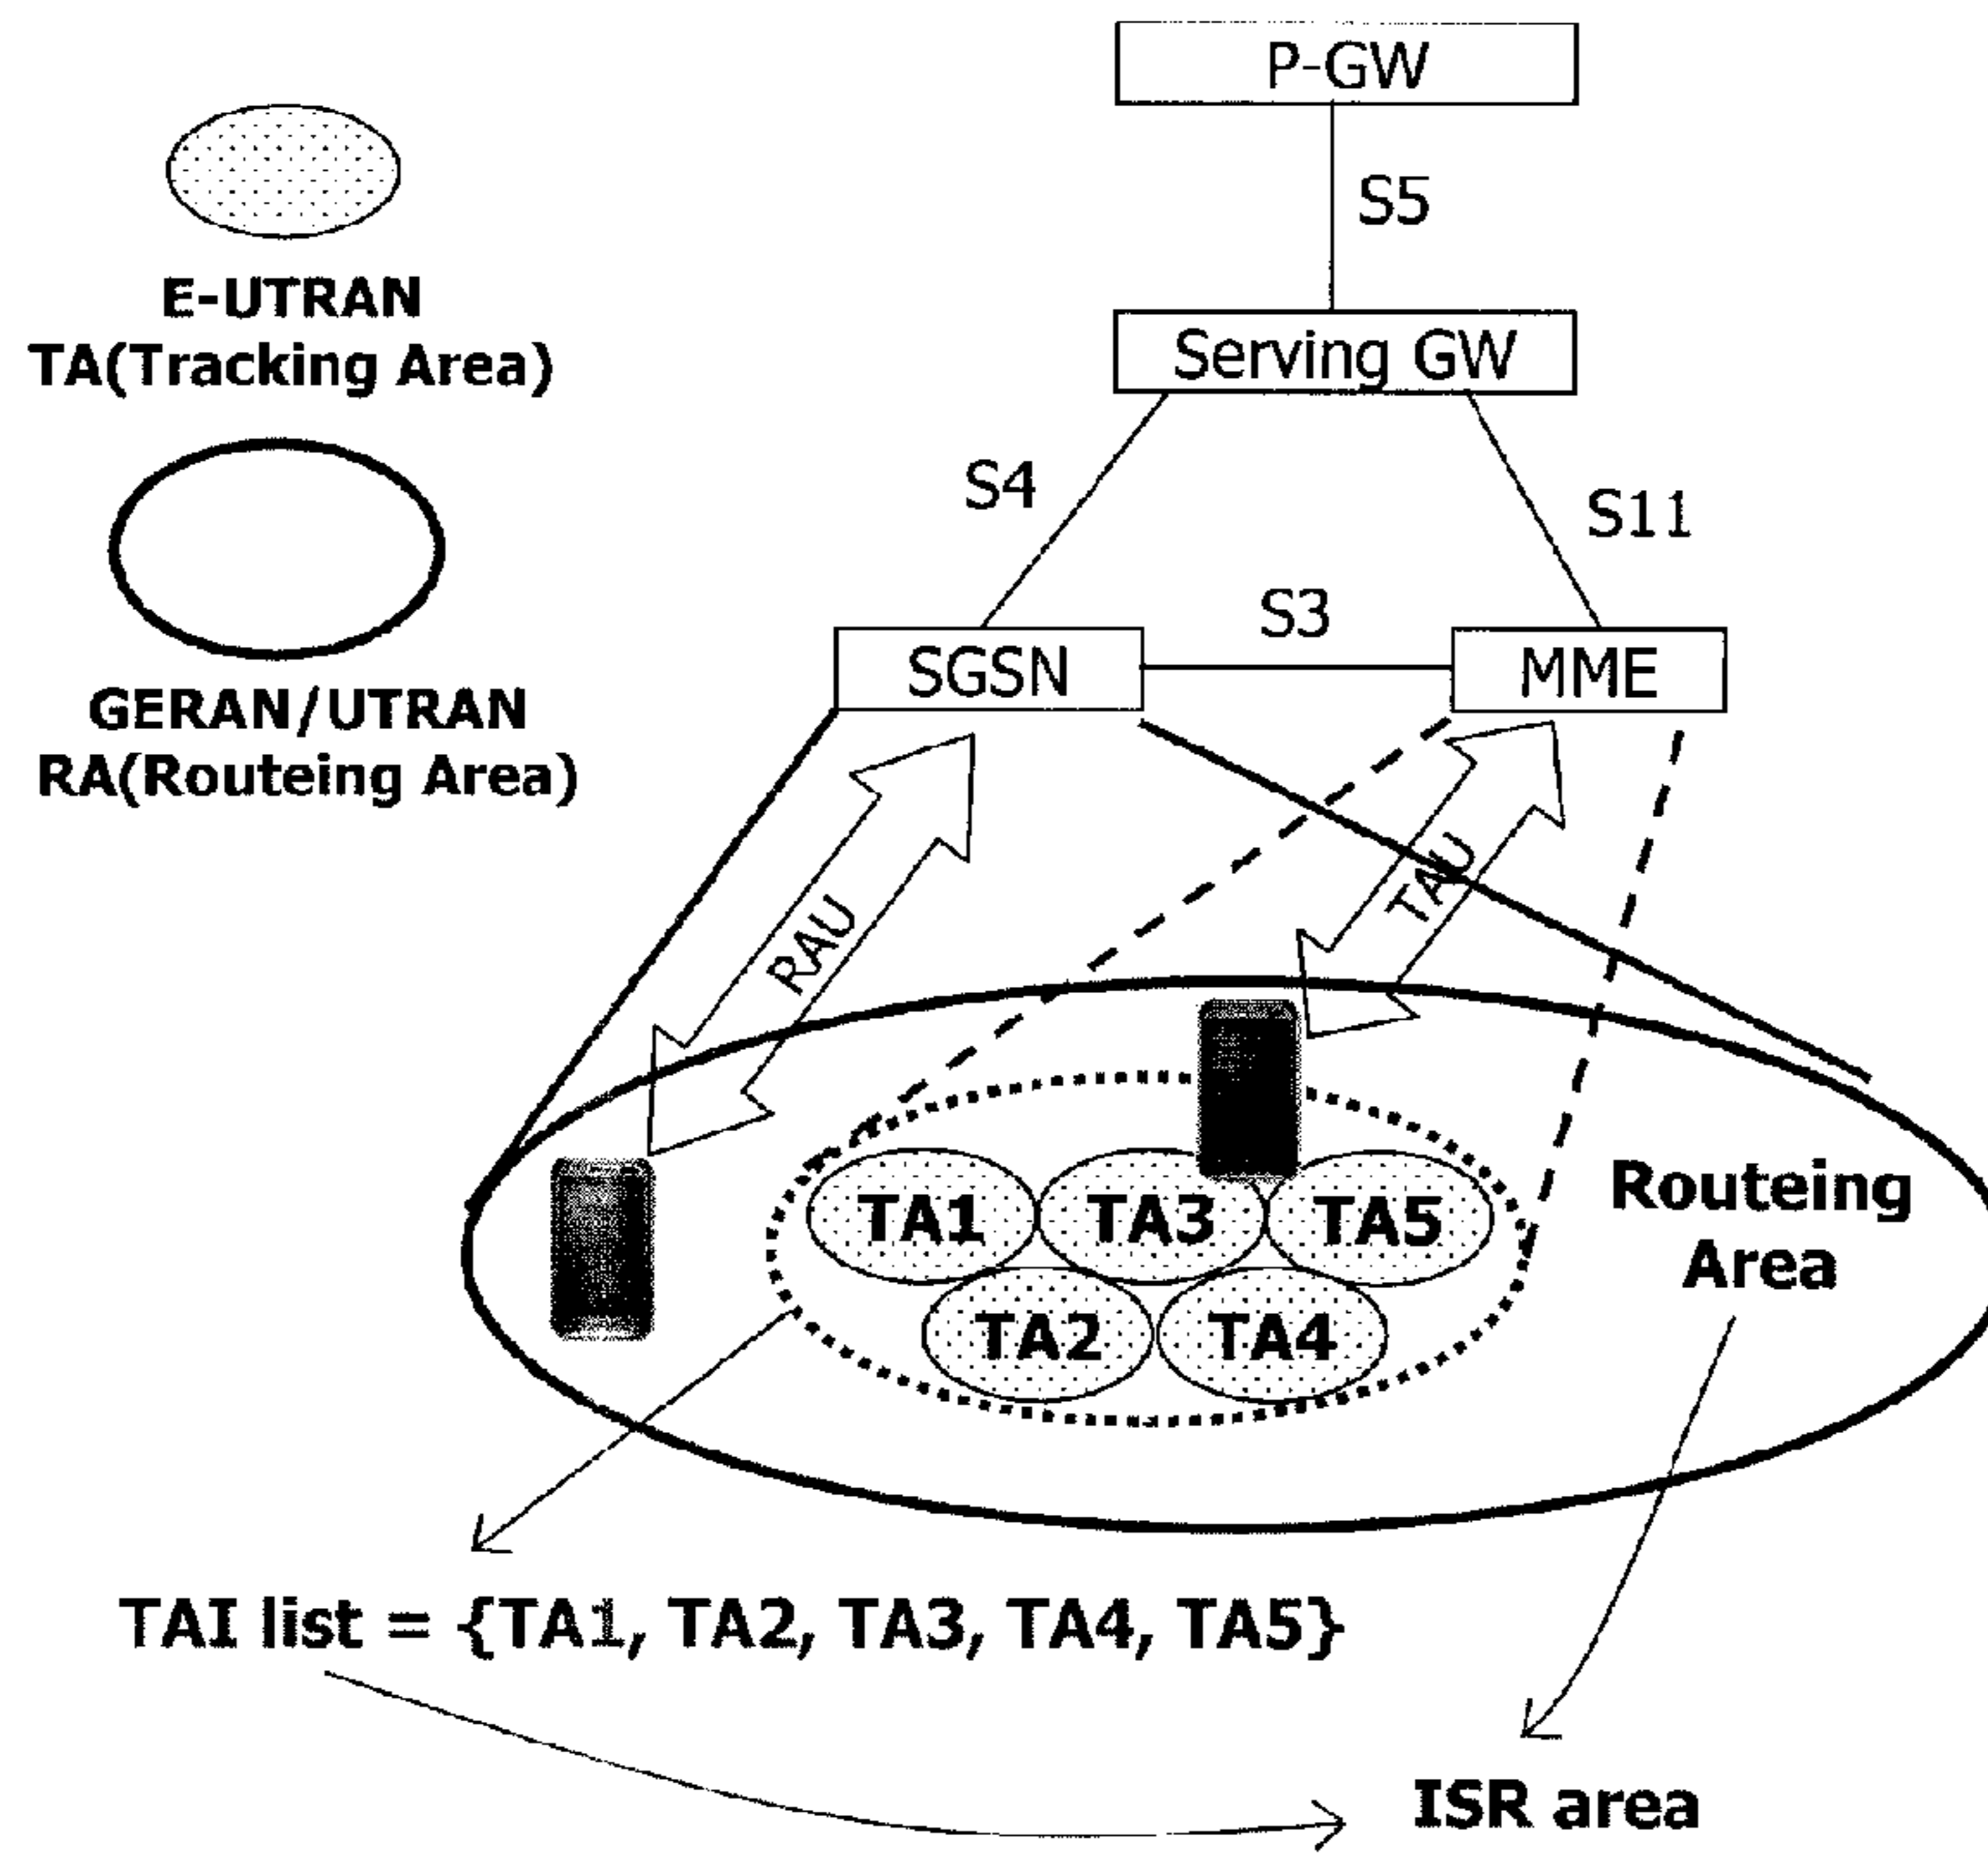 P-GW
S5
E-UTRAN
TA(Tracking Area)
Serving GW
S4
S11
S3
SGSN
MME
GERAN/UTRAN
RA(Routeing Area)
RAU
TAU
TA1
TA3
TA5
TA2
TA4
Routeing
Area
TAI list = {TA1, TA2, TA3, TA4, TA5}
ISR area